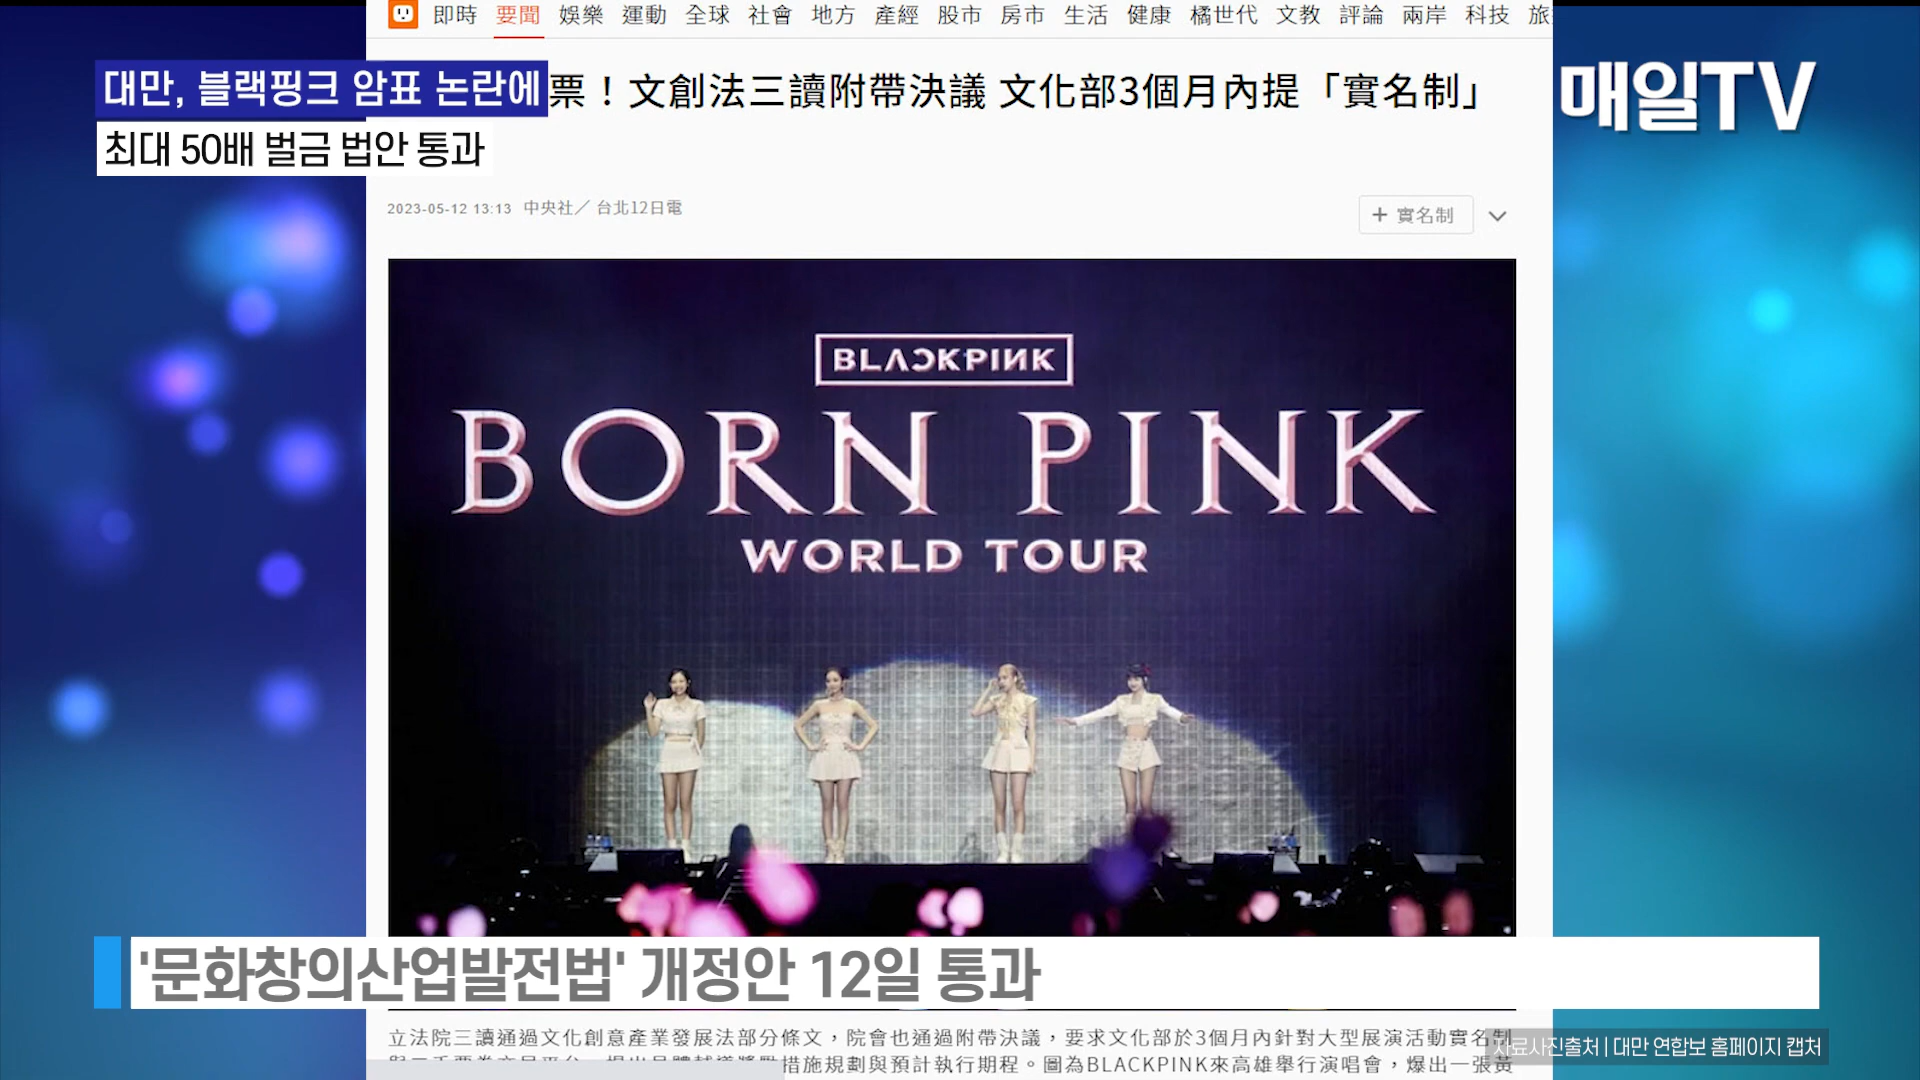 即時 要聞 娛樂 運動 全球 社會 地方 產經 股市 房市 生活 健康 橘世代 文教 評論 兩岸 科技 旅
대만, 블랙핑크 암표 논란에
최대 50배 벌금 법안 통과
票！文創法三讀附帶決議 文化部3個月內提「實名制」
매일TV
2023-05-12 13:13 中央社／ 台北12日電
+ 實名制
BLACKPINK
BORN PINK
WORLD TOUR
'문화창의산업발전법' 개정안 12일 통과
立法院三讀通過文化創意產業發展法部分條文，院會也通過附帶決議，要求文化部於3個月內針對大型展演活動實名制
措施規劃與預計執行期程。圖為BLACKPINK來高雄舉行演唱會，爆出一張黃
자료사진출처 | 대만 연합보 홈페이지 캡처